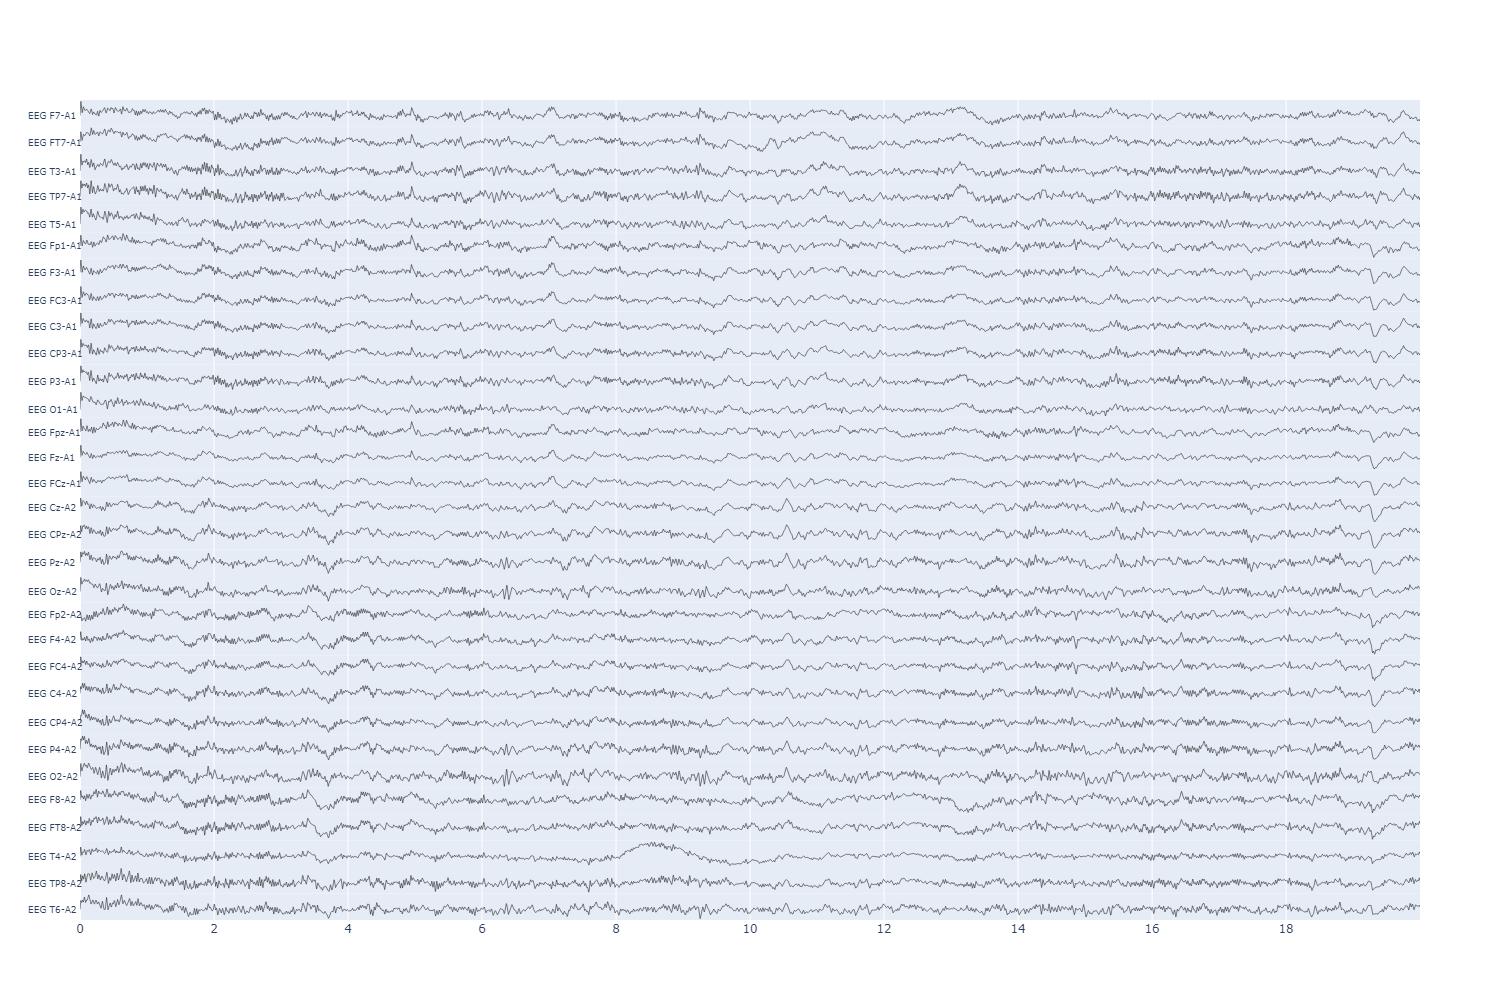 EEG F7-A1
EEG FT7-A1
EEG T3-A1
EEG TP7-A1
EEG T5-A1
EEG Fp1-A1
EEG F3-A1
EEG FC3-A1
EEG C3-A1
EEG CP3-A1
EEG P3-A1
EEG O1-A1
EEG Fpz-A1
EEG Fz-A1
EEG FCz-A1
EEG Cz-A2
EEG CPz-A2
EEG Pz-A2
EEG Oz-A2
EEG Fp2-A2
EEG F4-A2
EEG FC4-A2
EEG C4-A2
EEG CP4-A2
EEG P4-A2
EEG O2-A2
EEG F8-A2
EEG FT8-A2
EEG T4-A2
EEG TP8-A2
EEG T6-A2
0 2 4 6 8 10 12 14 16 18